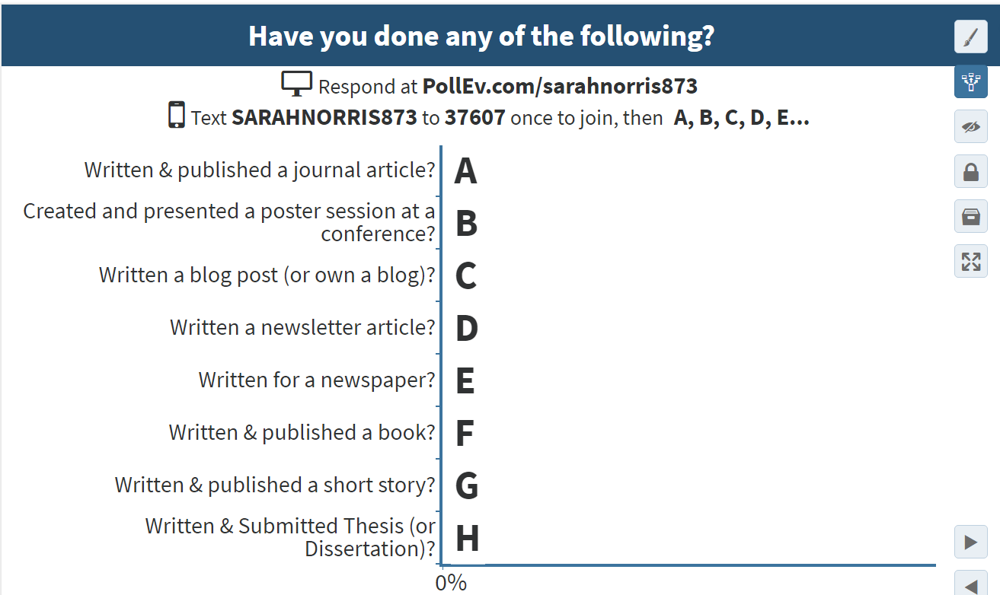 Have you done any of the following?
Respond at PollEv.com/sarahnorris873
Text SARAHNORRIS873 to 37607 once to join, then A, B, C, D, E...
Written & published a journal article? A
Created and presented a poster session at a
conference? B
Written a blog post (or own a blog)? C
Written a newsletter article? D
Written for a newspaper? E
Written & published a book? F
Written & published a short story? G
Written & Submitted Thesis (or
Dissertation)? H
0%